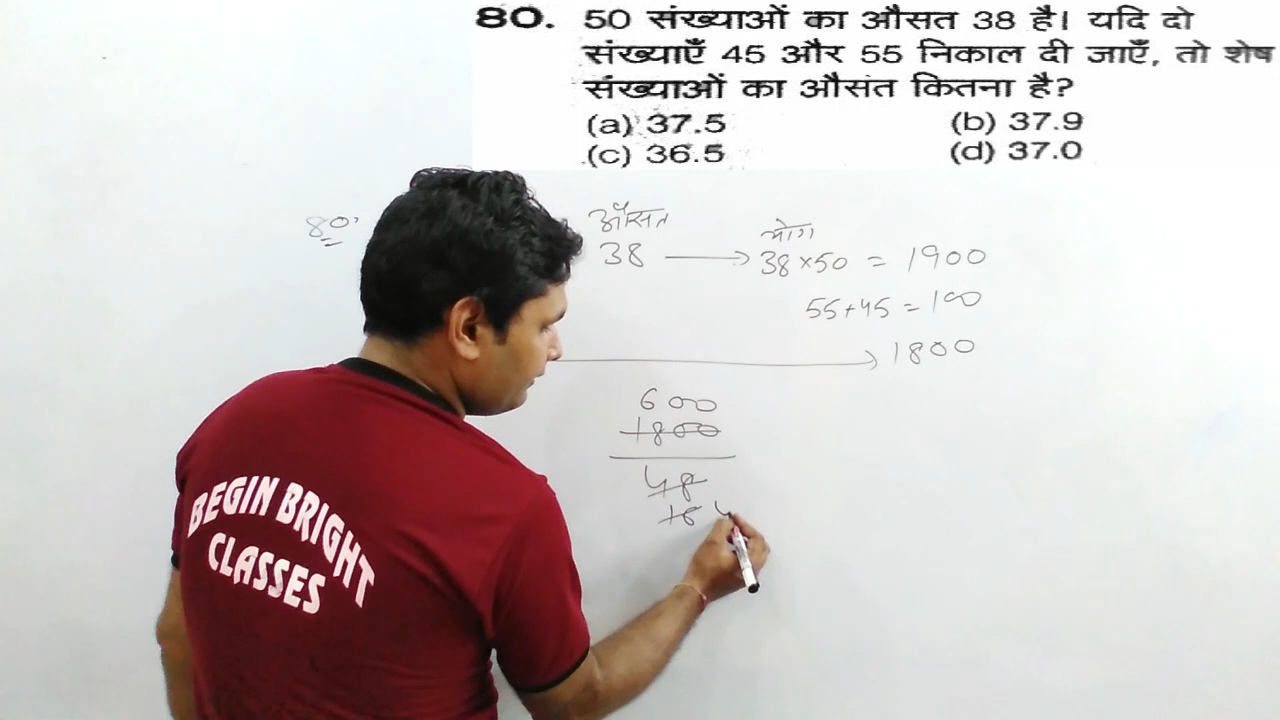 80. 50 संख्याओं का औसत 38 है। यदि दो
संख्याएँ 45 और 55 निकाल दी जाएँ, तो शेष
संख्याओं का औसत कितना है?
(a) 37.5 (b) 37.9
(c) 36.5 (d) 37.0
80'
औसत योग
38 → 38×50 = 1900
55+45 = 100
→ 1800
600
1800
48
16 4
BEGIN BRIGHT
CLASSES